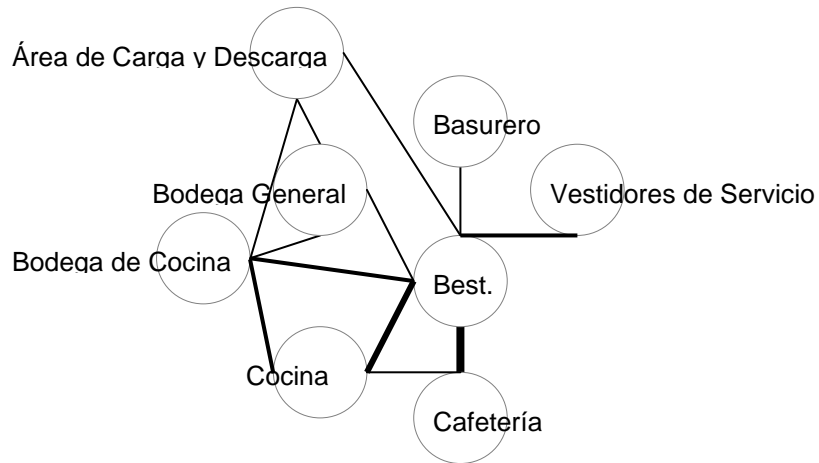 Área de Carga y Descarga
Basurero
Bodega General
Vestidores de Servicio
Bodega de Cocina
Best.
Cocina
Cafetería